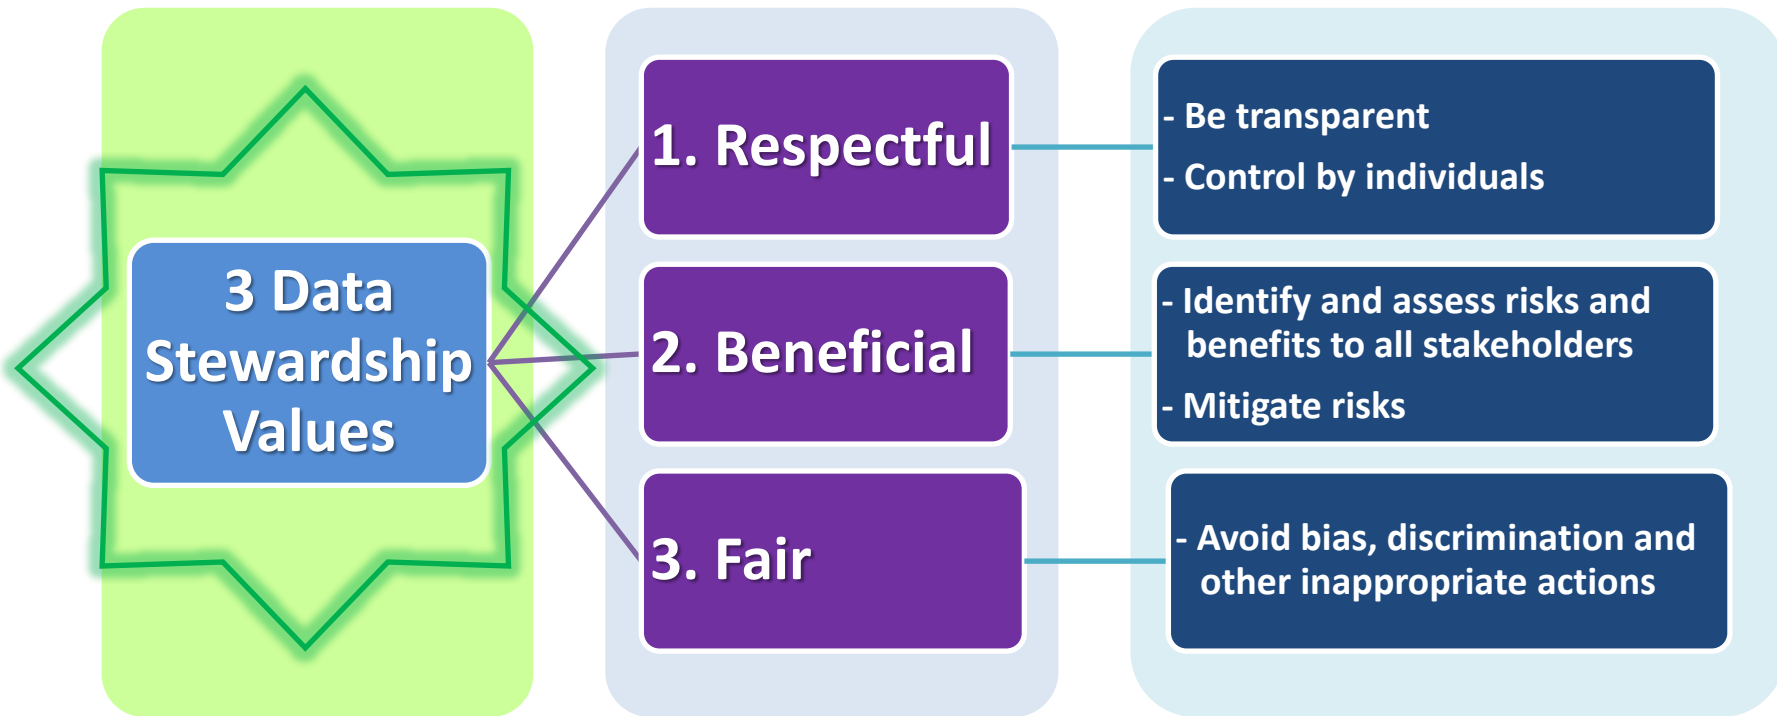 3 Data
Stewardship
Values
1. Respectful
- Be transparent
- Control by individuals
2. Beneficial
- Identify and assess risks and
benefits to all stakeholders
- Mitigate risks
3. Fair
- Avoid bias, discrimination and
other inappropriate actions